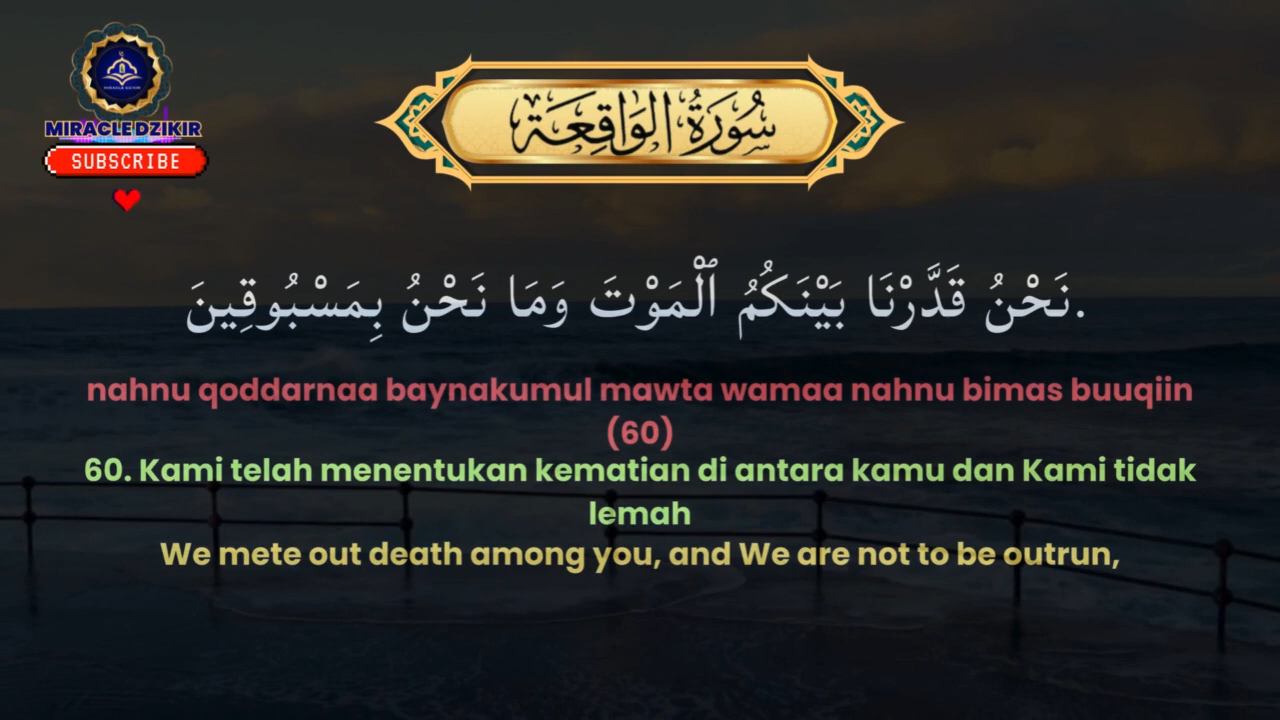 MIRACLEDZIKIR
SUBSCRIBE
سُورَةُ الوَاقِعَة
نَحْنُ قَدَّرْنَا بَيْنَكُمُ ٱلْمَوْتَ وَمَا نَحْنُ بِمَسْبُوقِينَ.
nahnu qoddarnaa baynakumul mawta wamaa nahnu bimas buuqiin
(60)
60. Kami telah menentukan kematian di antara kamu dan Kami tidak
lemah
We mete out death among you, and We are not to be outrun,